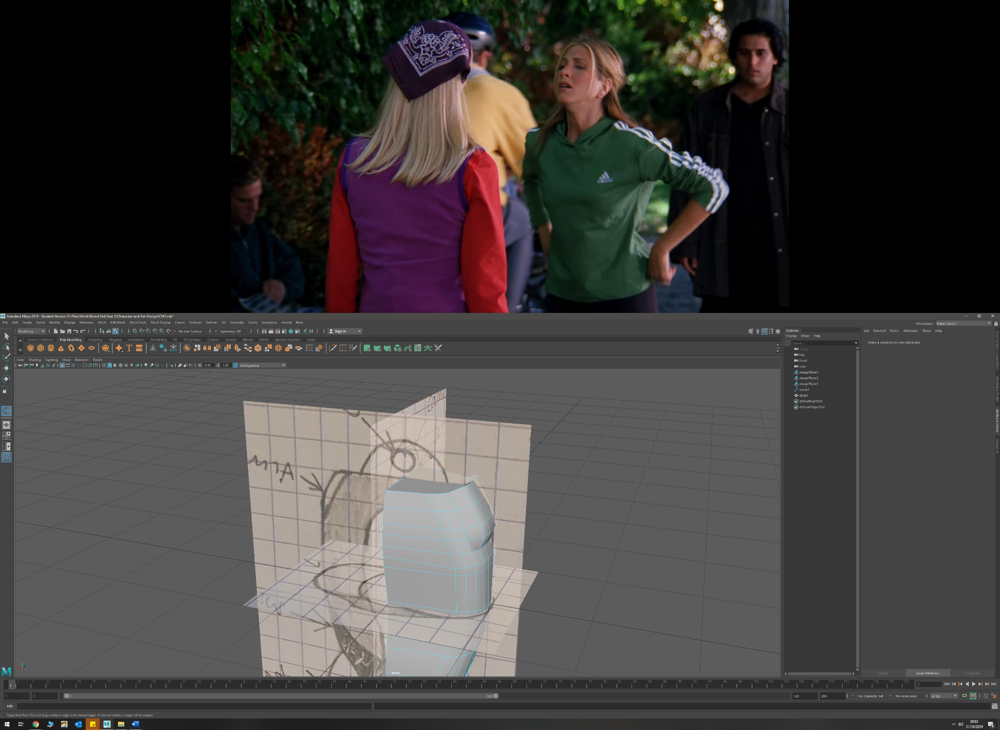 adidas
Autodesk Maya 2019 - Student Version: D:\Files\Work\Bristol Uni\Year 3\Character-and-Set-Design\CW1.mb*
File Edit Create Select Modify Display Windows Mesh Edit Mesh Mesh Tools Mesh Display Curves Surfaces Deform UV Generate Cache Substance Arnold Help
Workspace : Maya Classic*
Modeling No Live Surface Symmetry: Off Sign In
Curves / Surfaces Poly Modeling Sculpting Rigging Animation Rendering FX FX Caching Custom Arnold Bifrost MASH Motion Graphics XGen
View Shading Lighting Show Renderer Panels
0.00 1.00 sRGB gamma
Outliner
Display Show Help
Search...
persp
top
front
side
imagePlane1
imagePlane2
imagePlane3
curve1
Body1
defaultLightSet
defaultObjectSet
List Selected Focus Attributes Show Help
Make a selection to view attributes
Channel Box / Layer Editor
Modeling Toolkit
Attribute Editor
Human IK
persp
Select Load Attributes Copy Tab
1 2 4 6 8 10 12 14 16 18 20 22 24 26 28 30 32 34 36 38 40 42 44 46 48 50 52 54 56 58 60 62 64 66 68 70 72 74 76 78 80 82 84 86 88 90 92 94 96 98 100 102 104 106 108 110 112 114 116 118 120 1
1 1 1 120 120 200 No Character Set No Anim Layer 24 fps
MEL
Target Weld Tool: Click and drag a vertex or edge to the desired target. All selected vertices or edges will be merged.
00:03
31/10/2019